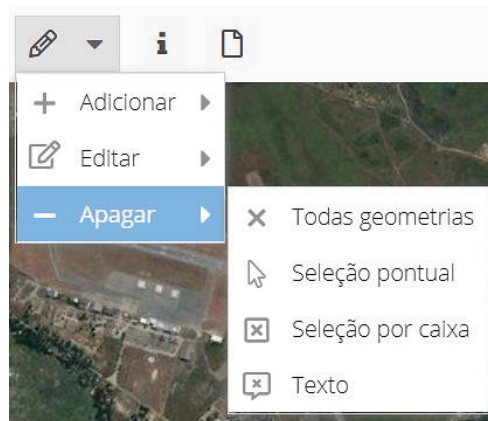 Adicionar
Editar
Apagar
Todas geometrias
Seleção pontual
Seleção por caixa
Texto